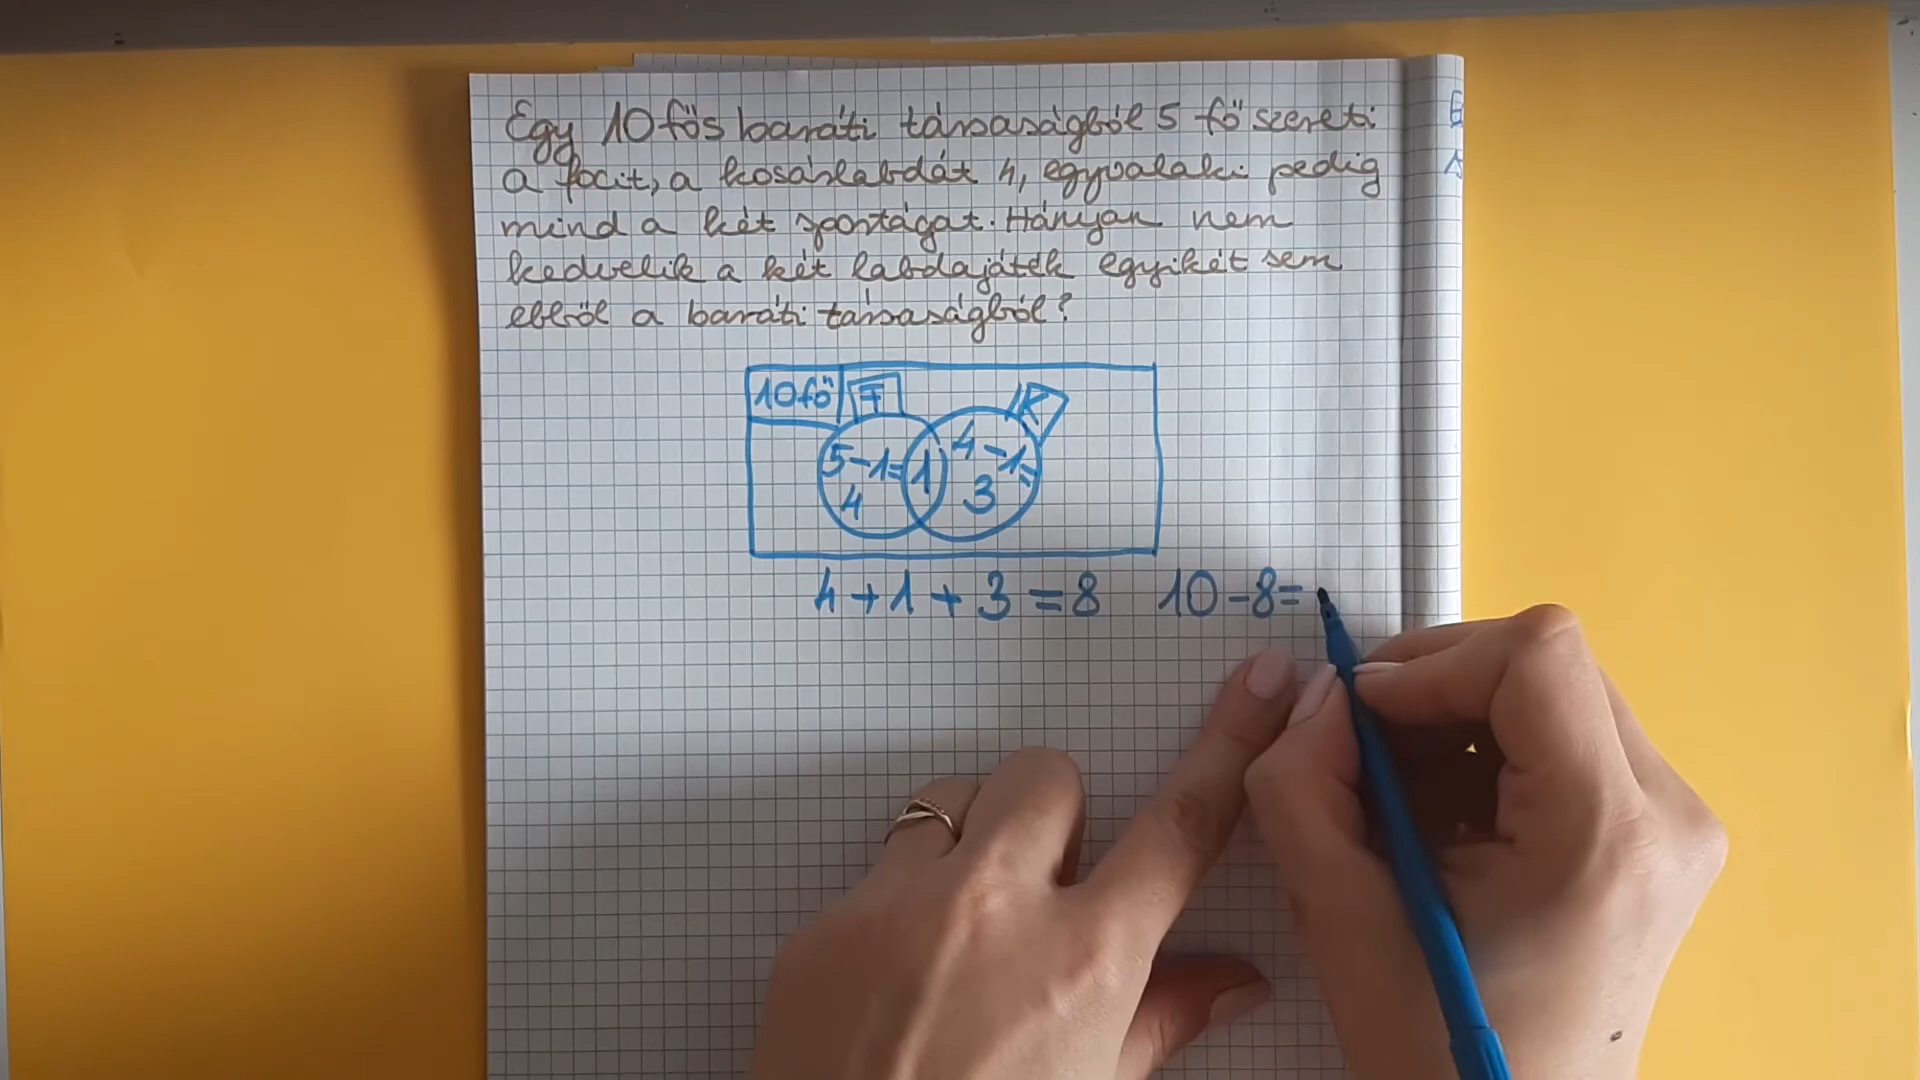 Egy 10 fős baráti társaságból 5 fő szereti
a focit, a kosárlabdát 4, egyvalaki pedig
mind a két sportágat. Hányan nem
kedvelik a két labdajáték egyikét sem
ebből a baráti társaságból?
10 fő F K
5-1= 1 4-1=
4 3
4+1+3=8 10-8=